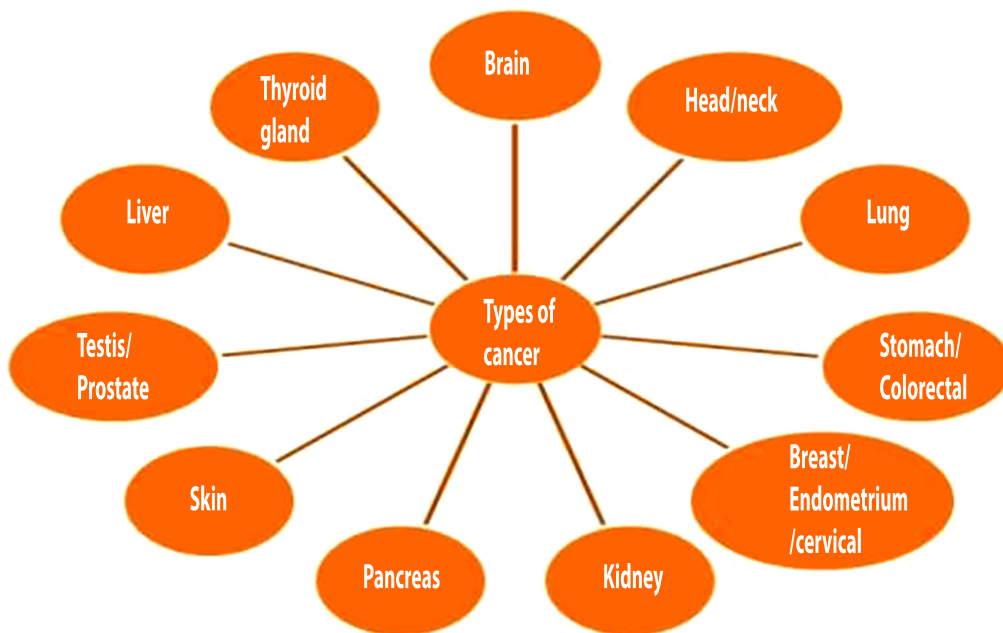 Brain
Thyroid
gland
Head/neck
Liver
Lung
Types of
cancer
Testis/
Prostate
Stomach/
Colorectal
Skin
Breast/
Endometrium
/cervical
Pancreas
Kidney